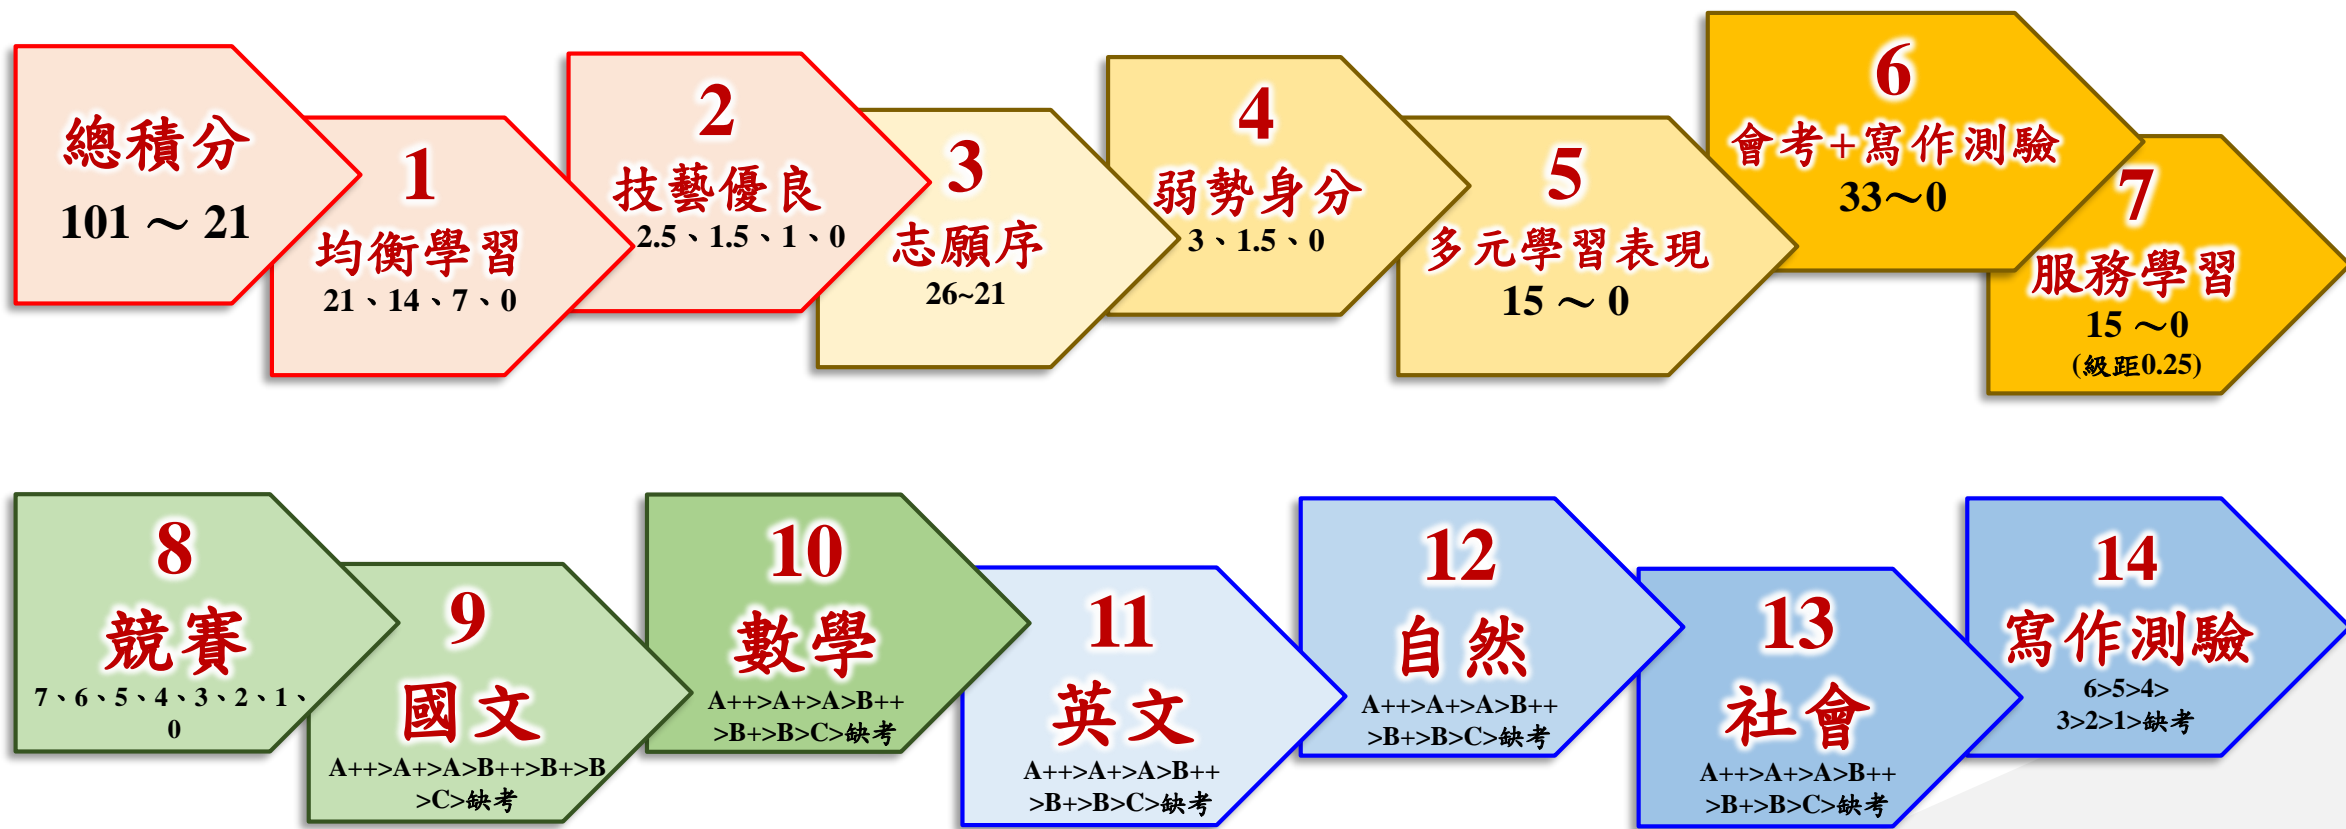 總積分
101 ～ 21
1
均衡學習
21、14、7、0
2
技藝優良
2.5、1.5、1、0
3
志願序
26~21
4
弱勢身分
3、1.5、0
5
多元學習表現
15 ～ 0
6
會考+寫作測驗
33～0
7
服務學習
15 ～0
(級距0.25)
8
競賽
7、6、5、4、3、2、1、
0
9
國文
A++>A+>A>B++>B+>B
>C>缺考
10
數學
A++>A+>A>B++
>B+>B>C>缺考
11
英文
A++>A+>A>B++
>B+>B>C>缺考
12
自然
A++>A+>A>B++
>B+>B>C>缺考
13
社會
A++>A+>A>B++
>B+>B>C>缺考
14
寫作測驗
6>5>4>
3>2>1>缺考